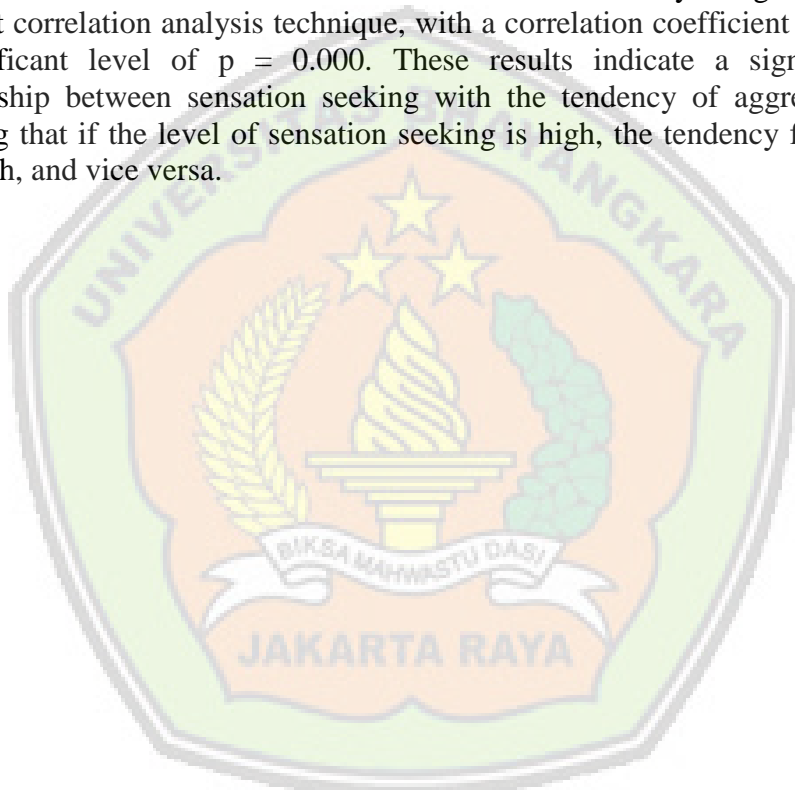 t correlation analysis technique, with a correlation coefficient
ficant level of p = 0.000. These results indicate a sign
ship between sensation seeking with the tendency of aggre
g that if the level of sensation seeking is high, the tendency f
h, and vice versa.
UNIVERSITAS BHAYANGKARA
BIKSA MAHWASTU DASI
JAKARTA RAYA